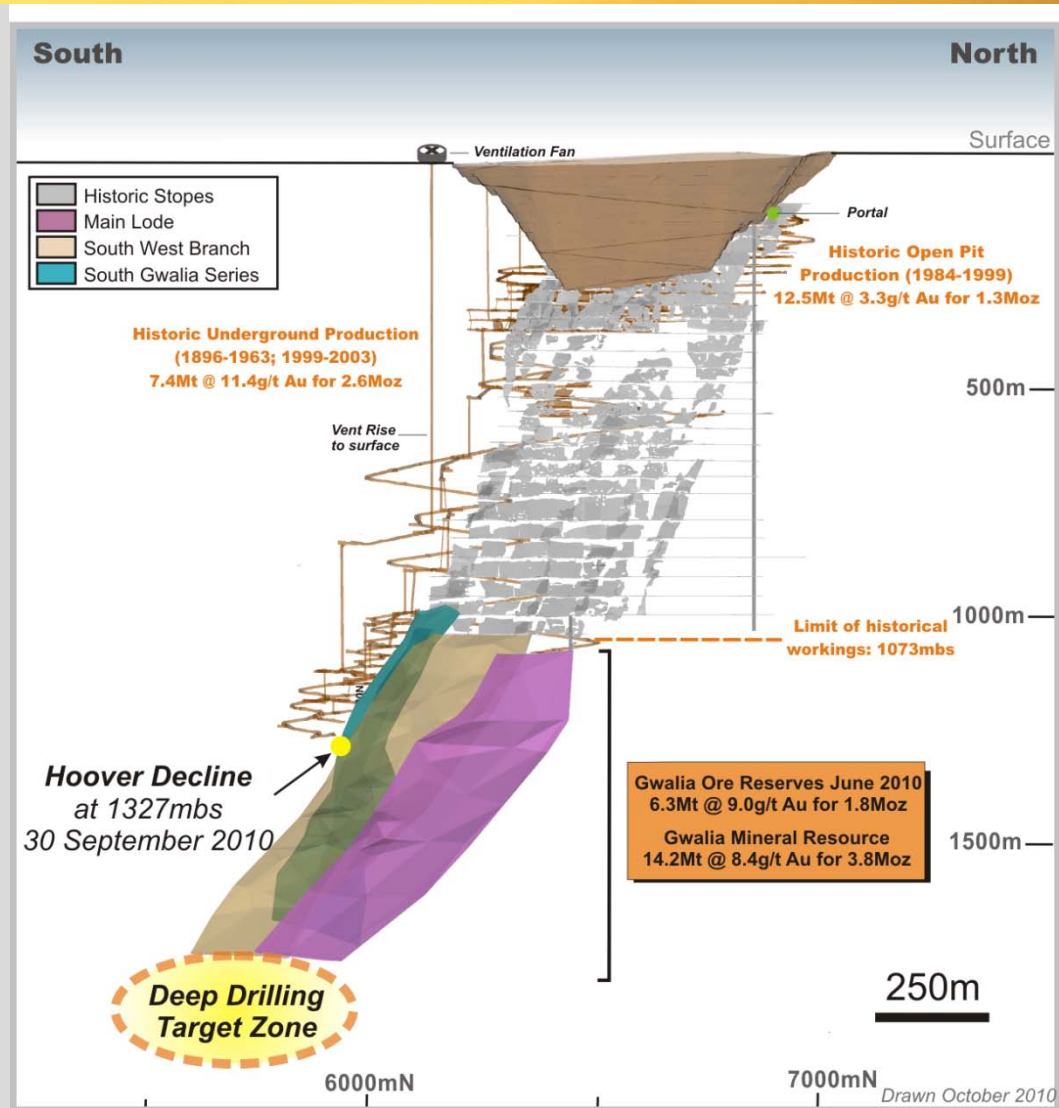 South
North
Surface
Ventilation Fan
Historic Stopes
Main Lode
South West Branch
South Gwalia Series
Portal
Historic Open Pit
Production (1984-1999)
12.5Mt @ 3.3g/t Au for 1.3Moz
Historic Underground Production
(1896-1963; 1999-2003)
7.4Mt @ 11.4g/t Au for 2.6Moz
500m
Vent Rise
to surface
1000m
Limit of historical
workings: 1073mbs
Hoover Decline
at 1327mbs
30 September 2010
Gwalia Ore Reserves June 2010
6.3Mt @ 9.0g/t Au for 1.8Moz
Gwalia Mineral Resource
14.2Mt @ 8.4g/t Au for 3.8Moz
1500m
Deep Drilling
Target Zone
250m
6000mN
7000mN
Drawn October 2010